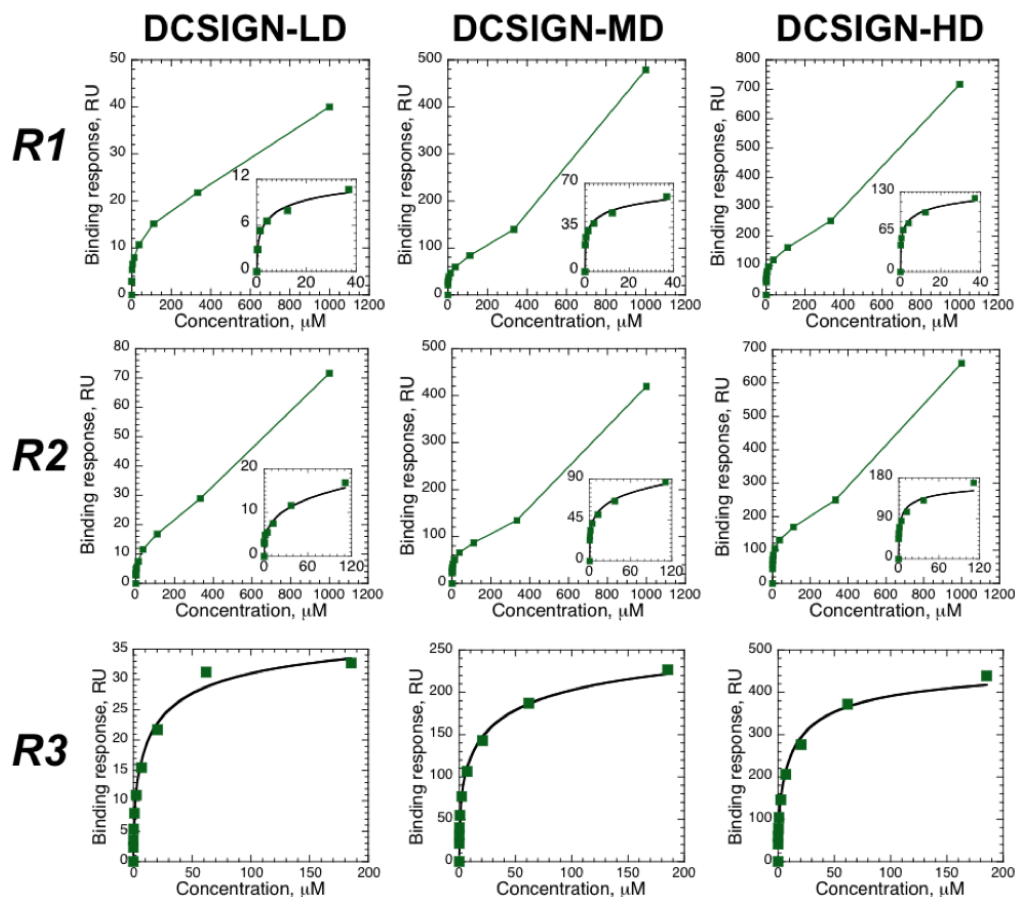 DCSIGN-LD DCSIGN-MD DCSIGN-HD
R1
Binding response, RU
50
40
30
20
10
0
12
6
0
0 20 40
0 200 400 600 800 1000 1200
Concentration, μM
Binding response, RU
500
400
300
200
100
0
70
35
0
0 20 40
0 200 400 600 800 1000 1200
Concentration, μM
Binding response, RU
800
700
600
500
400
300
200
100
0
130
65
0
0 20 40
0 200 400 600 800 1000 1200
Concentration, μM
R2
Binding response, RU
80
70
60
50
40
30
20
10
0
20
10
0
0 60 120
0 200 400 600 800 1000 1200
Concentration, μM
Binding response, RU
500
400
300
200
100
0
90
45
0
0 60 120
0 200 400 600 800 1000 1200
Concentration, μM
Binding response, RU
700
600
500
400
300
200
100
0
180
90
0
0 60 120
0 200 400 600 800 1000 1200
Concentration, μM
R3
Binding response, RU
35
30
25
20
15
10
5
0
0 50 100 150 200
Concentration, μM
Binding response, RU
250
200
150
100
50
0
0 50 100 150 200
Concentration, μM
Binding response, RU
500
400
300
200
100
0
0 50 100 150 200
Concentration, μM